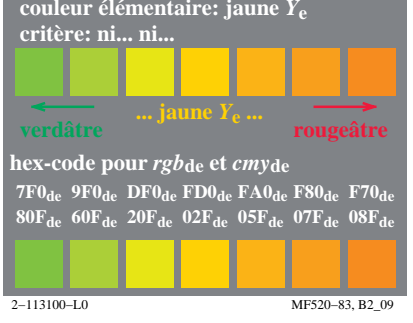 couleur élémentaire: jaune Ye
critère: ni... ni...
... jaune Ye ...
verdâtre rougeâtre
hex-code pour rgbde et cmyde
7F0de 9F0de DF0de FD0de FA0de F80de F70de
80Fde 60Fde 20Fde 02Fde 05Fde 07Fde 08Fde
2−113100−L0 MF520−83, B2_09